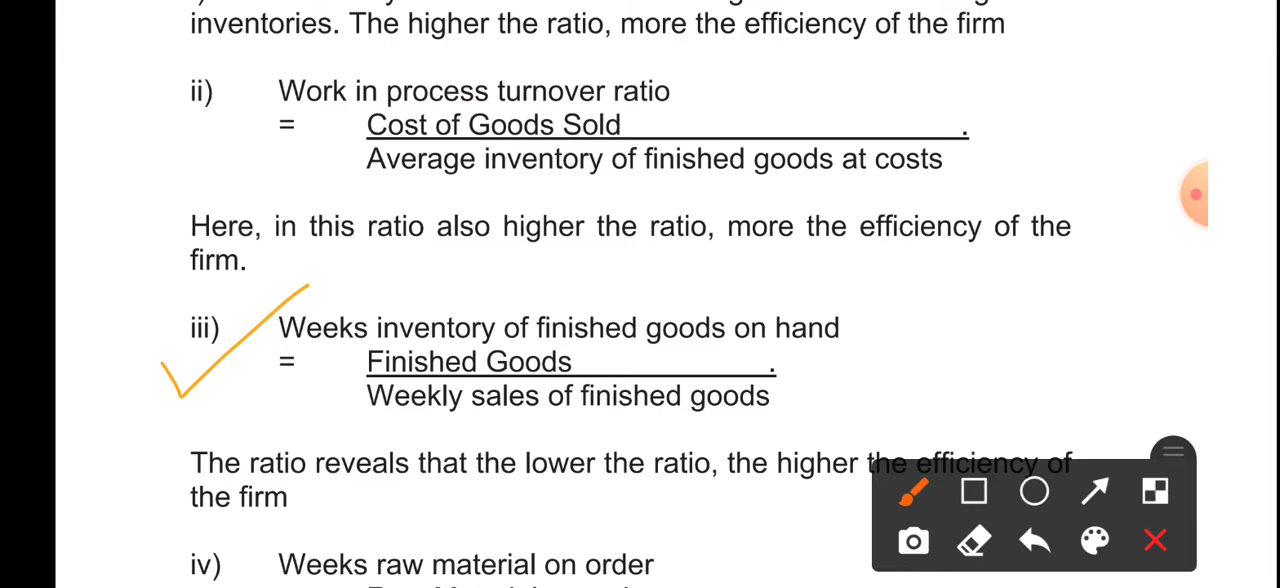 inventories. The higher the ratio, more the efficiency of the firm
ii) Work in process turnover ratio
= Cost of Goods Sold .
Average inventory of finished goods at costs
Here, in this ratio also higher the ratio, more the efficiency of the
firm.
iii) Weeks inventory of finished goods on hand
= Finished Goods .
Weekly sales of finished goods
The ratio reveals that the lower the ratio, the higher the efficiency of
the firm
iv) Weeks raw material on order